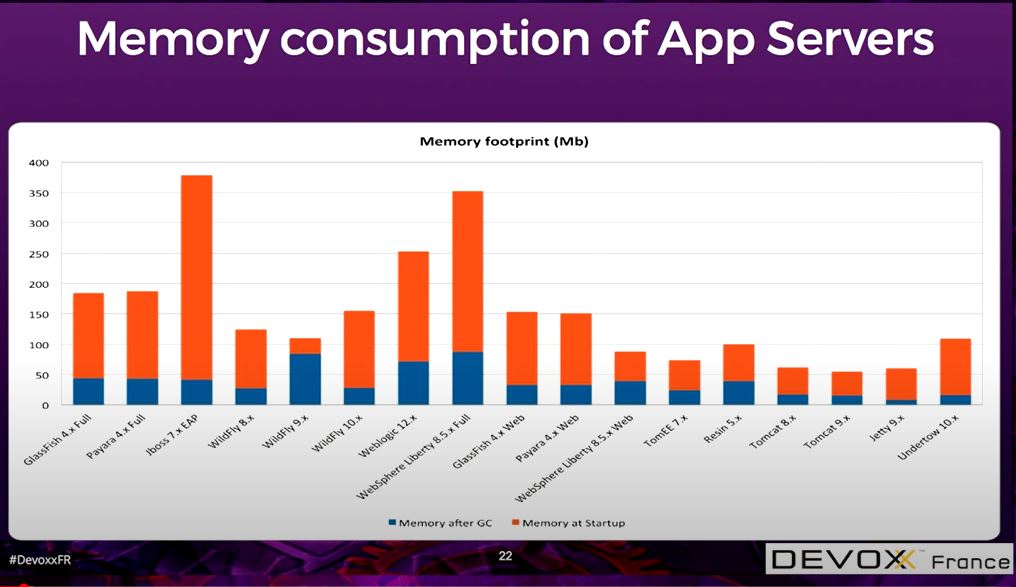 Memory consumption of App Servers
Memory footprint (Mb)
400
350
300
250
200
150
100
50
0
GlassFish 4.x Full
Payara 4.x Full
Jboss 7.x EAP
WildFly 8.x
WildFly 9.x
WildFly 10.x
Weblogic 12.x
WebSphere Liberty 8.5.x Full
GlassFish 4.x Web
Payara 4.x Web
WebSphere Liberty 8.5.x Web
TomEE 7.x
Resin 5.x
Tomcat 8.x
Tomcat 9.x
Jetty 9.x
Undertow 10.x
Memory after GC
Memory at Startup
#DevoxxFR
22
DEVOXX™ France